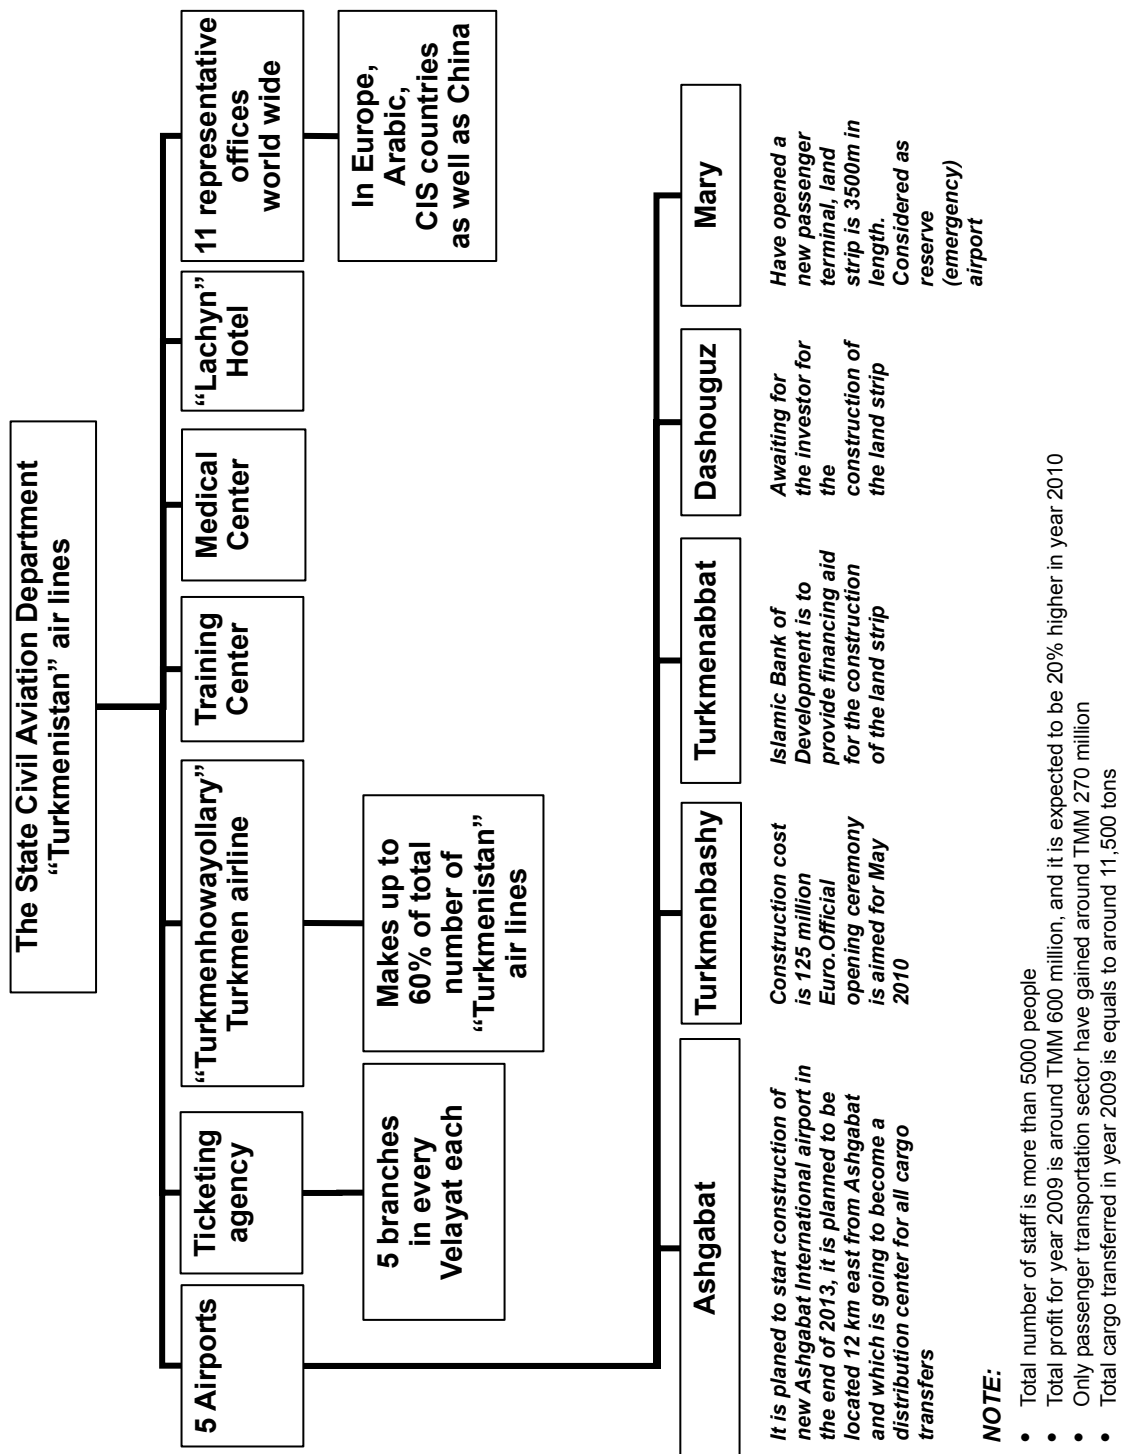 The State Civil Aviation Department
“Turkmenistan” air lines
5 Airports
Ticketing
agency
“Turkmenhowayollary”
Turkmen airline
Training
Center
Medical
Center
“Lachyn”
Hotel
11 representative
offices
world wide
5 branches
in every
Velayat each
Makes up to
60% of total
number of
“Turkmenistan”
air lines
In Europe,
Arabic,
CIS countries
as well as China
Ashgabat
Turkmenbashy
Turkmenabbat
Dashouguz
Mary
It is planed to start construction of
new Ashgabat International airport in
the end of 2013, it is planned to be
located 12 km east from Ashgabat
and which is going to become a
distribution center for all cargo
transfers
Construction cost
is 125 million
Euro.Official
opening ceremony
is aimed for May
2010
Islamic Bank of
Development is to
provide financing aid
for the construction
of the land strip
Awaiting for
the investor for
the
construction of
the land strip
Have opened a
new passenger
terminal, land
strip is 3500m in
length.
Considered as
reserve
(emergency)
airport
NOTE:
• Total number of staff is more than 5000 people
• Total profit for year 2009 is around TMM 600 million, and it is expected to be 20% higher in year 2010
• Only passenger transportation sector have gained around TMM 270 million
• Total cargo transferred in year 2009 is equals to around 11,500 tons